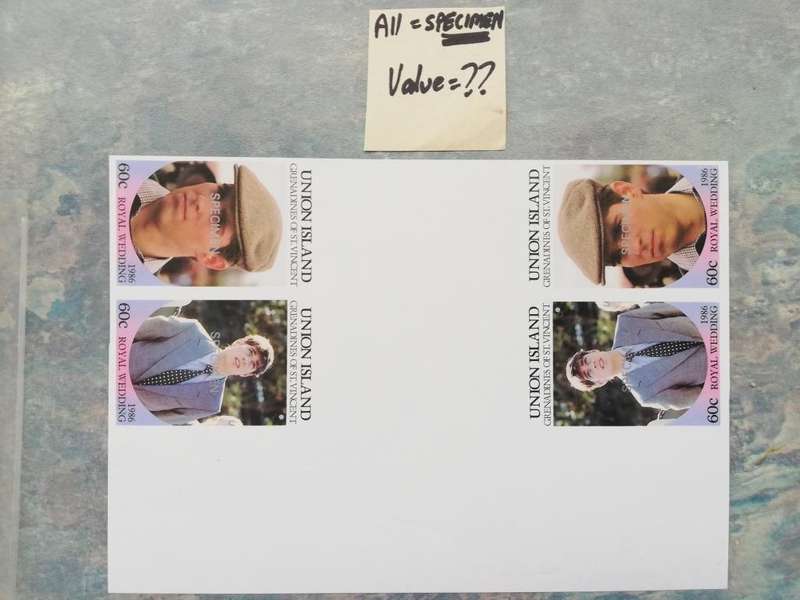 All = SPECIMEN
Value = ??
60c ROYAL WEDDING 1986
SPECIMEN
UNION ISLAND
GRENADINES OF ST.VINCENT
UNION ISLAND
GRENADINES OF ST.VINCENT
SPECIMEN
60c ROYAL WEDDING 1986
60c ROYAL WEDDING 1986
UNION ISLAND
GRENADINES OF ST.VINCENT
UNION ISLAND
GRENADINES OF ST.VINCENT
60c ROYAL WEDDING 1986